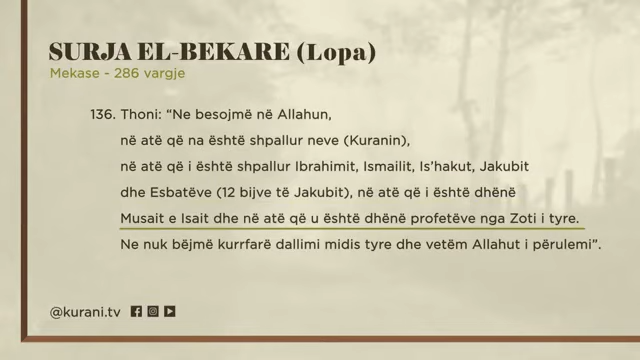 SURJA EL-BEKARE (Lopa)
Mekase - 286 vargje
136. Thoni: “Ne besojmë në Allahun,
në atë që na është shpallur neve (Kuranin),
në atë që i është shpallur Ibrahimit, Ismailit, Is’hakut, Jakubit
dhe Esbatëve (12 bijve të Jakubit), në atë që i është dhënë
Musait e Isait dhe në atë që u është dhënë profetëve nga Zoti i tyre.
Ne nuk bëjmë kurrfarë dallimi midis tyre dhe vetëm Allahut i përulemi”.
@kurani.tv